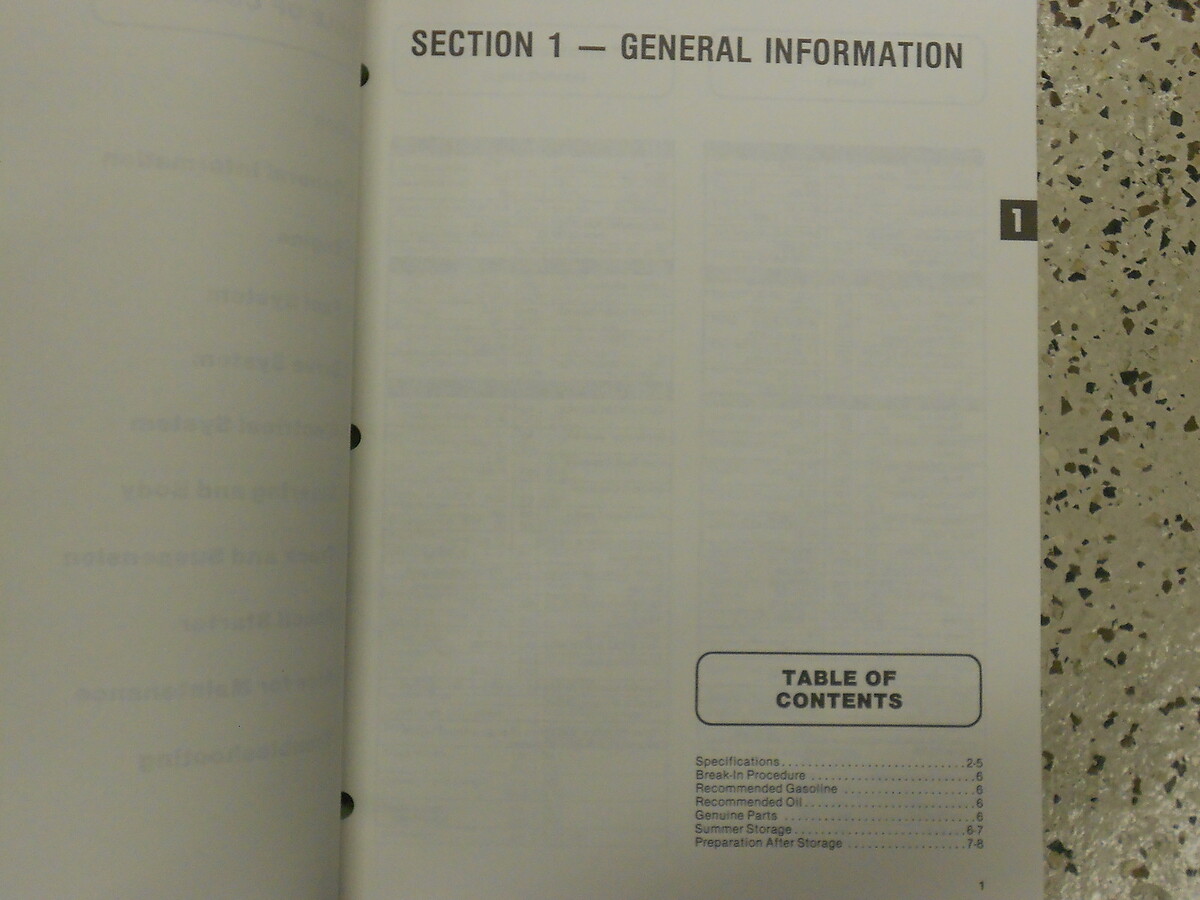 SECTION 1 — GENERAL INFORMATION
1
TABLE OF
CONTENTS
Specifications.........................2-5
Break-In Procedure ......................6
Recommended Gasoline ..................6
Recommended Oil.......................6
Genuine Parts ..........................6
Summer Storage.......................6-7
Preparation After Storage ................7-8
1